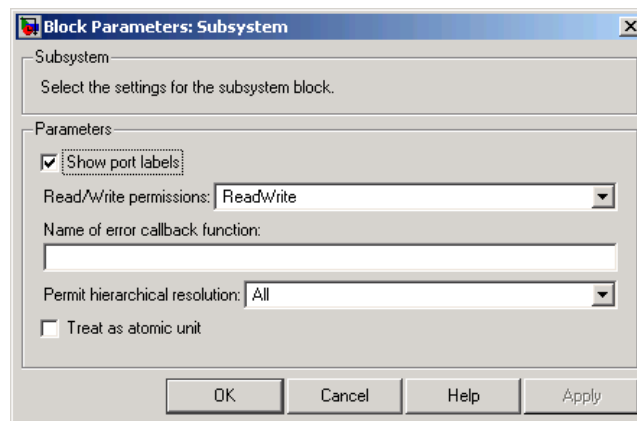 Block Parameters: Subsystem
Subsystem
Select the settings for the subsystem block.
Parameters
Show port labels
Read/Write permissions: ReadWrite
Name of error callback function:
Permit hierarchical resolution: All
Treat as atomic unit
OK Cancel Help Apply